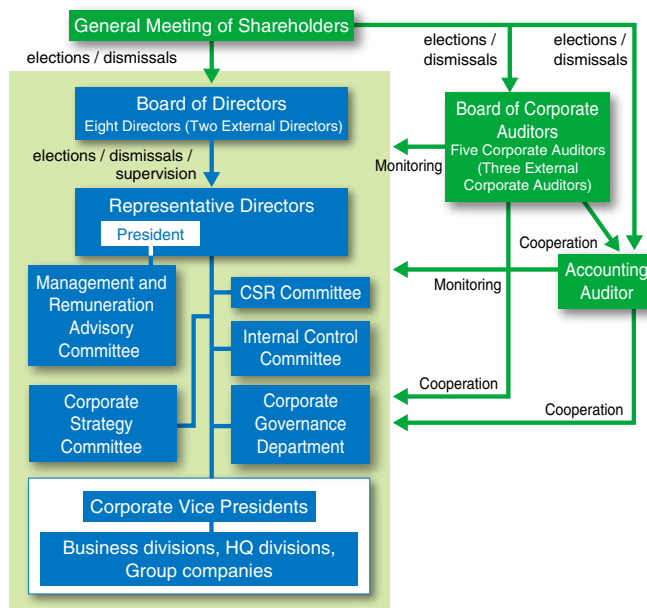 General Meeting of Shareholders
elections / dismissals
elections /
dismissals
elections /
dismissals
Board of Directors
Eight Directors (Two External Directors)
Board of Corporate
Auditors
Five Corporate Auditors
(Three External
Corporate Auditors)
Monitoring
elections / dismissals /
supervision
Representative Directors
President
Cooperation
Accounting
Auditor
Monitoring
Management and
Remuneration
Advisory
Committee
CSR Committee
Internal Control
Committee
Corporate
Strategy
Committee
Corporate
Governance
Department
Cooperation
Cooperation
Corporate Vice Presidents
Business divisions, HQ divisions,
Group companies